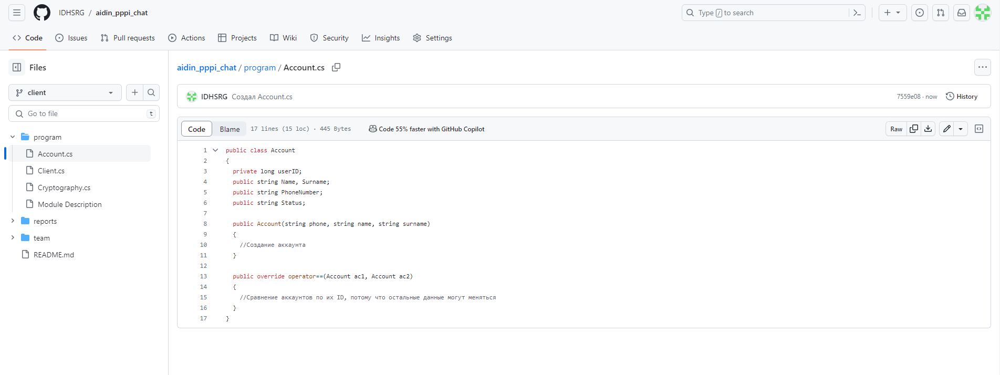 IDHSRG / aidin_pppi_chat
Type / to search
Code Issues Pull requests Actions Projects Wiki Security Insights Settings
Files
client
Go to file t
program
Account.cs
Client.cs
Cryptography.cs
Module Description
reports
team
README.md
aidin_pppi_chat / program / Account.cs
IDHSRG Создал Account.cs 7559e08 · now History
Code Blame 17 lines (15 loc) · 445 Bytes Code 55% faster with GitHub Copilot Raw
1 public class Account
2 {
3 private long userID;
4 public string Name, Surname;
5 public string PhoneNumber;
6 public string Status;
7
8 public Account(string phone, string name, string surname)
9 {
10 //Создание аккаунта
11 }
12
13 public override operator==(Account ac1, Account ac2)
14 {
15 //Сравнение аккаунтов по их ID, потому что остальные данные могут меняться
16 }
17 }